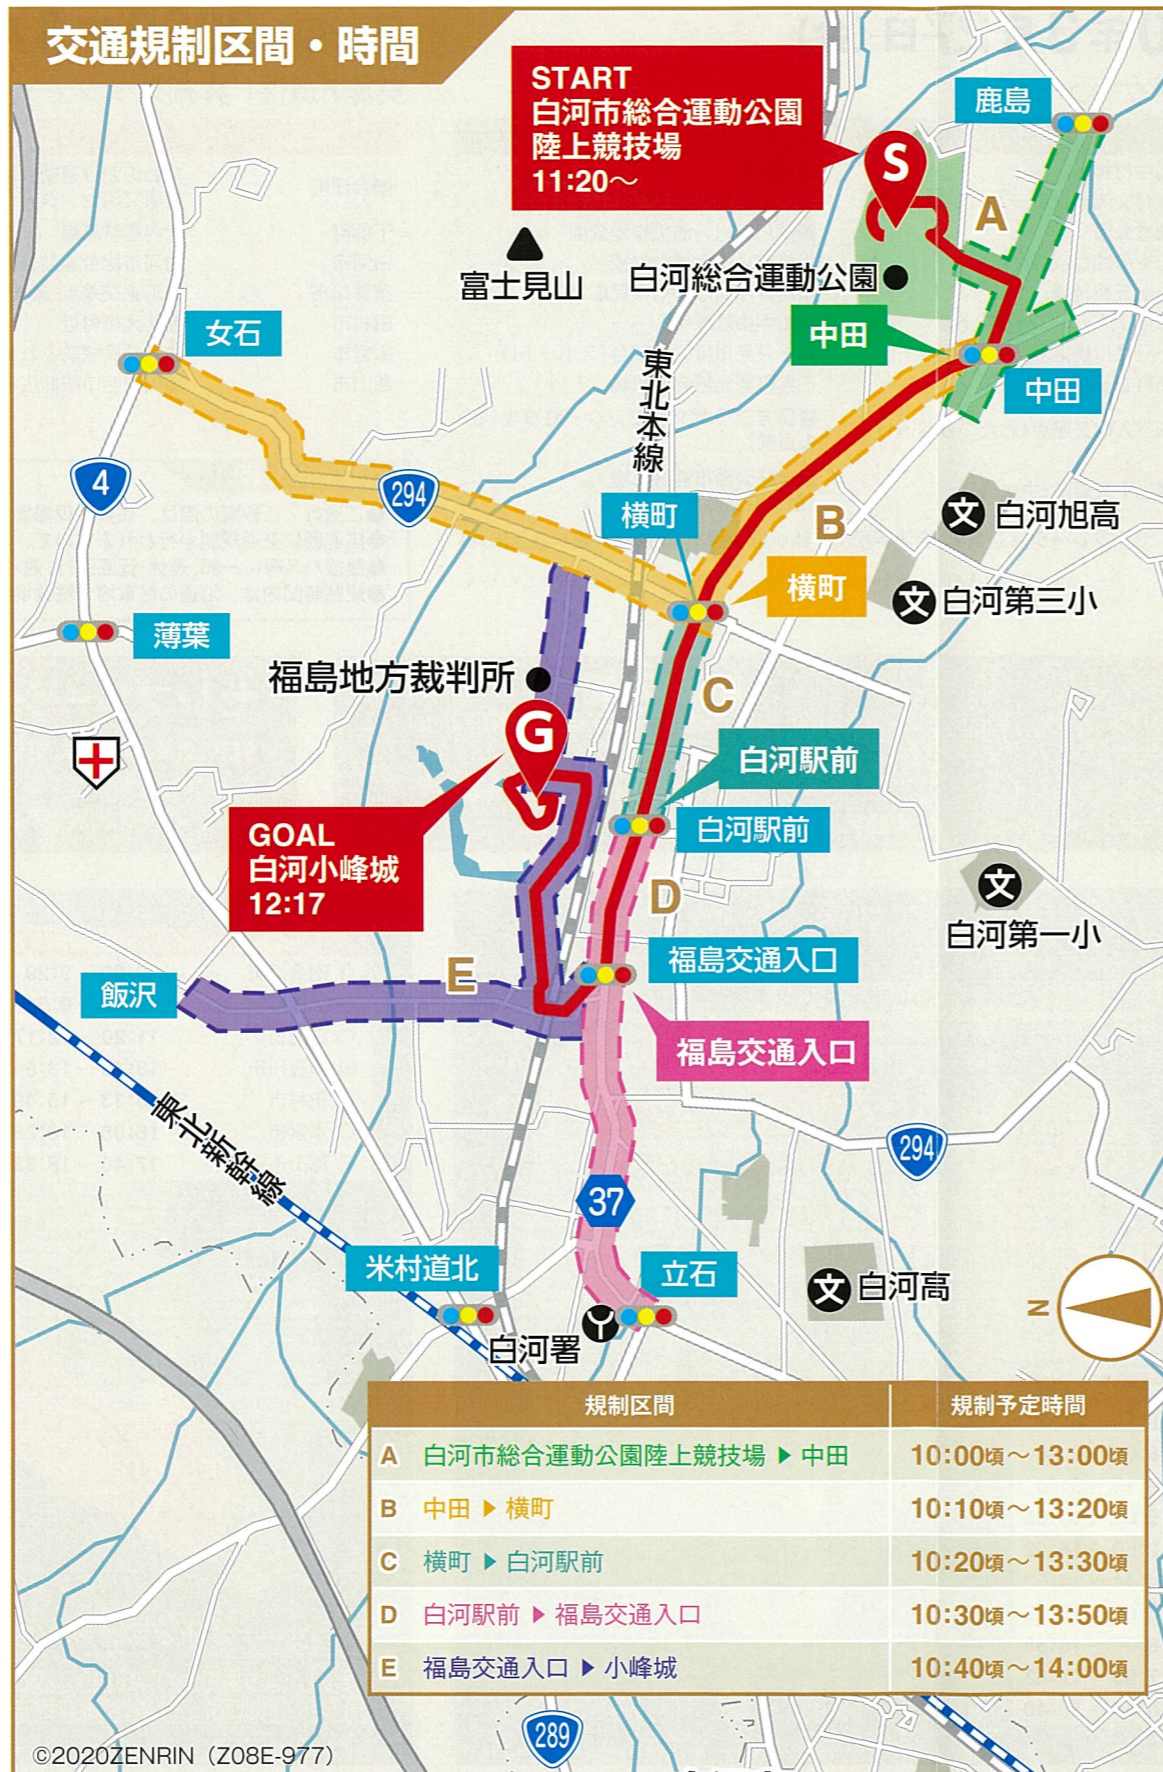 交通規制区間・時間
START
白河市総合運動公園
陸上競技場
11:20〜
鹿島
S
A
富士見山
白河総合運動公園
中田
女石
中田
東北本線
4
294
横町
B
文 白河旭高
横町
文 白河第三小
薄葉
福島地方裁判所
C
G
白河駅前
GOAL
白河小峰城
12:17
白河駅前
D
文
白河第一小
福島交通入口
E
飯沢
福島交通入口
東北新幹線
294
37
米村道北
立石
文 白河高
N
白河署
規制区間 規制予定時間
A 白河市総合運動公園陸上競技場 ▶ 中田 10:00頃〜13:00頃
B 中田 ▶ 横町 10:10頃〜13:20頃
C 横町 ▶ 白河駅前 10:20頃〜13:30頃
D 白河駅前 ▶ 福島交通入口 10:30頃〜13:50頃
E 福島交通入口 ▶ 小峰城 10:40頃〜14:00頃
289
©2020ZENRIN（Z08E-977）